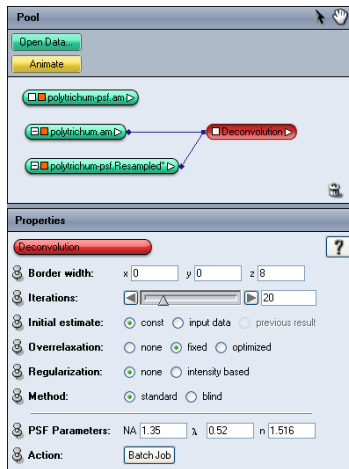 Pool
Open Data...
Animate
polytrichum-psf.am
polytrichum.am
Deconvolution
polytrichum-psf.Resampled*
Properties
Deconvolution ?
Border width: x 0 y 0 z 8
Iterations: 20
Initial estimate: const input data previous result
Overrelaxation: none fixed optimized
Regularization: none intensity based
Method: standard blind
PSF Parameters: NA 1.35 λ 0.52 n 1.516
Action: Batch Job